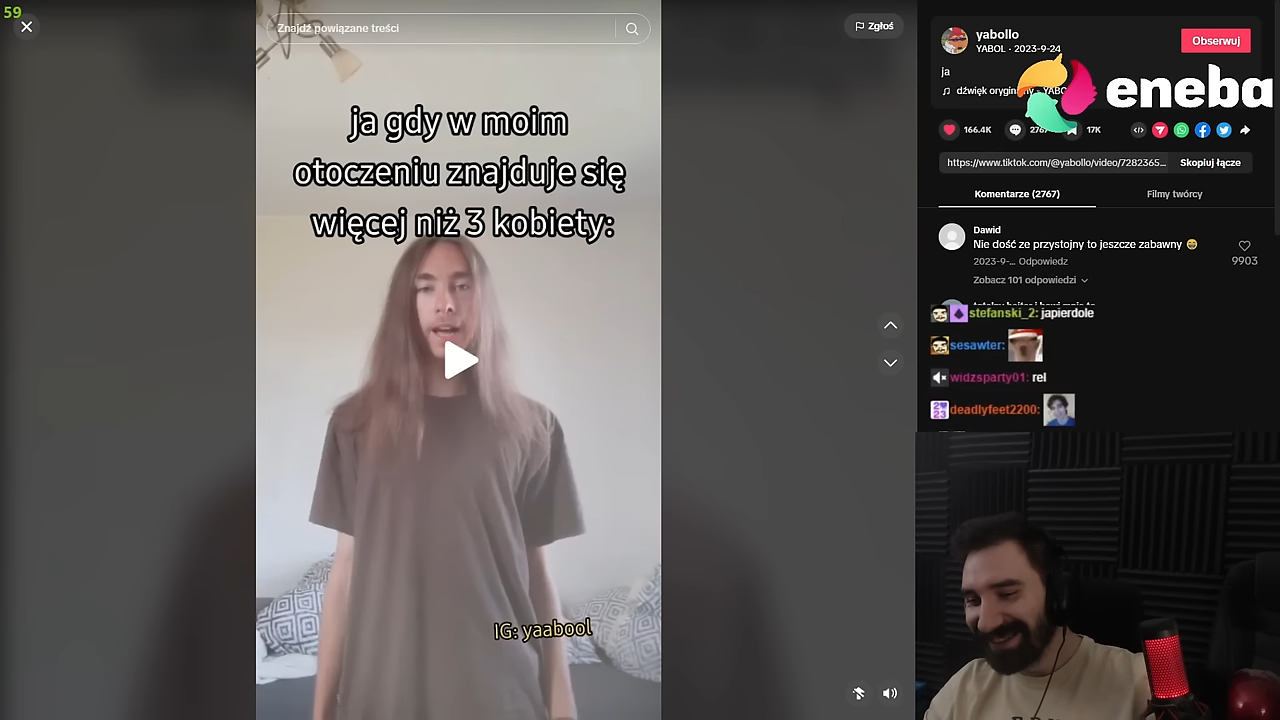 59
Znajdź powiązane treści
Zgłoś
ja gdy w moim
otoczeniu znajduje się
więcej niż 3 kobiety:
IG: yaabool
yabollo
YABOL · 2023-9-24
Obserwuj
ja
eneba
166.4K
17K
https://www.tiktok.com/@yabollo/video/7282365...
Skopiuj łącze
Komentarze (2767)
Filmy twórcy
Dawid
Nie dość ze przystojny to jeszcze zabawny
9903
2023-9-... Odpowiedz
Zobacz 101 odpowiedzi
stefanski_2: japierdole
sesawter:
widzsparty01: rel
2023
deadlyfeet2200: